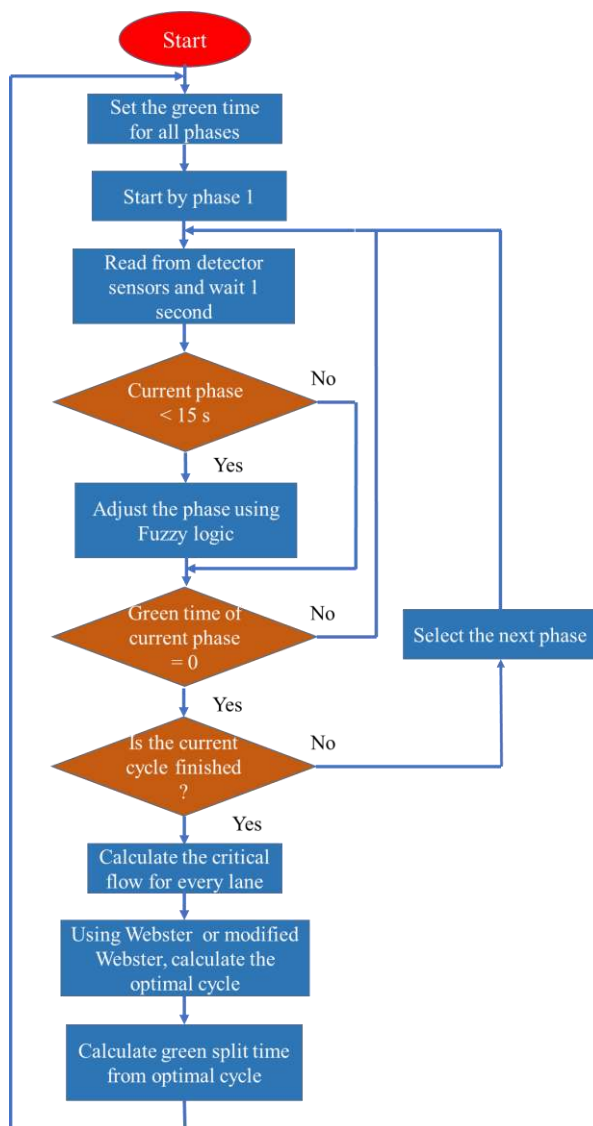 Start
Set the green time
for all phases
Start by phase 1
Read from detector
sensors and wait 1
second
Current phase
< 15 s
No
Yes
Adjust the phase using
Fuzzy logic
Green time of
current phase
= 0
No
Select the next phase
Yes
Is the current
cycle finished
?
No
Yes
Calculate the critical
flow for every lane
Using Webster or modified
Webster, calculate the
optimal cycle
Calculate green split time
from optimal cycle